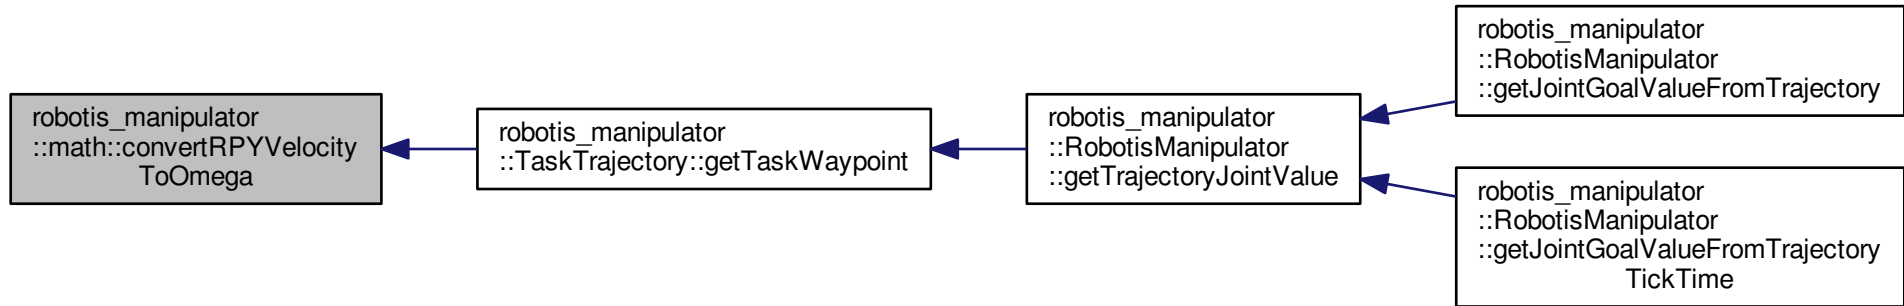 robotis_manipulator
::math::convertRPYVelocity
ToOmega
robotis_manipulator
::TaskTrajectory::getTaskWaypoint
robotis_manipulator
::RobotisManipulator
::getTrajectoryJointValue
robotis_manipulator
::RobotisManipulator
::getJointGoalValueFromTrajectory
robotis_manipulator
::RobotisManipulator
::getJointGoalValueFromTrajectory
TickTime